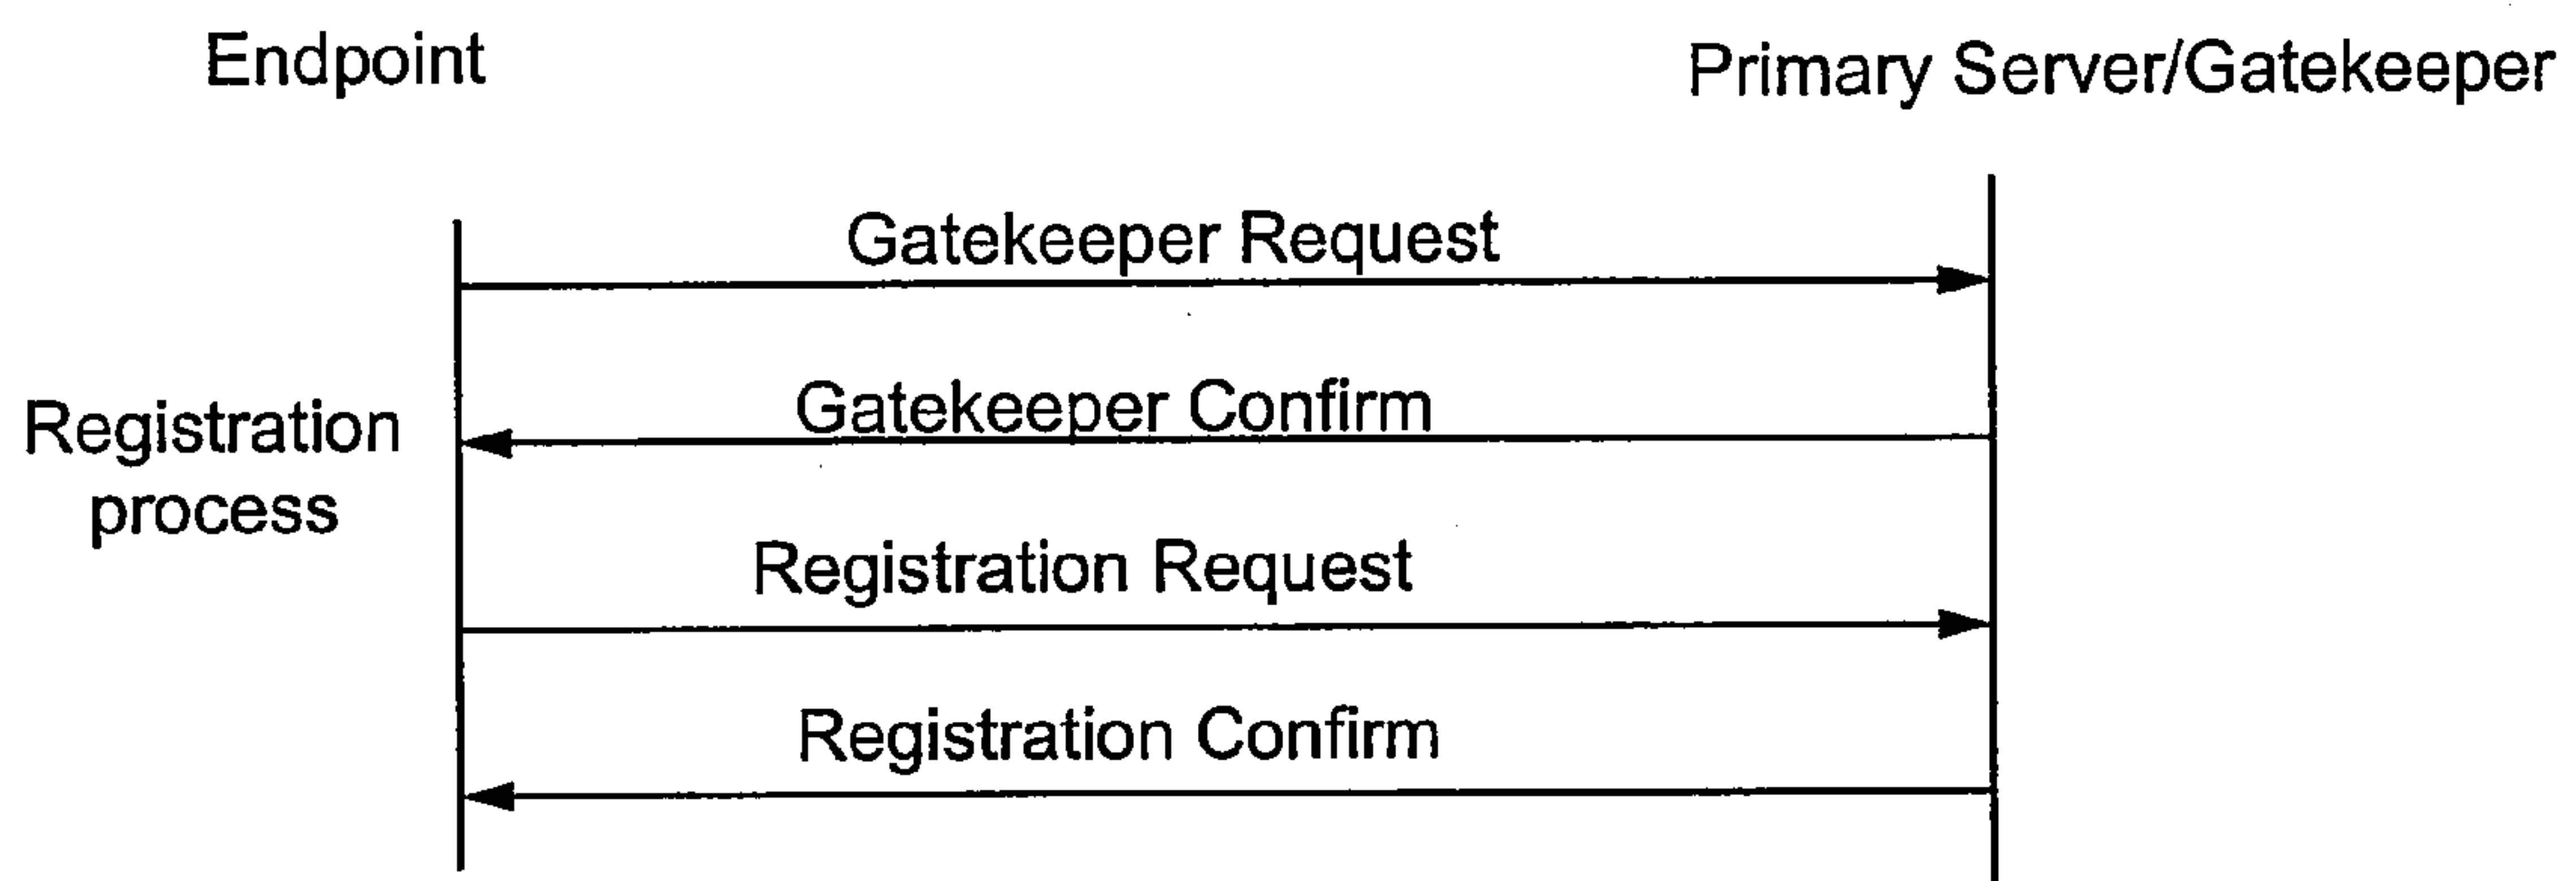 Endpoint
Primary Server/Gatekeeper
Gatekeeper Request
Gatekeeper Confirm
Registration
process
Registration Request
Registration Confirm